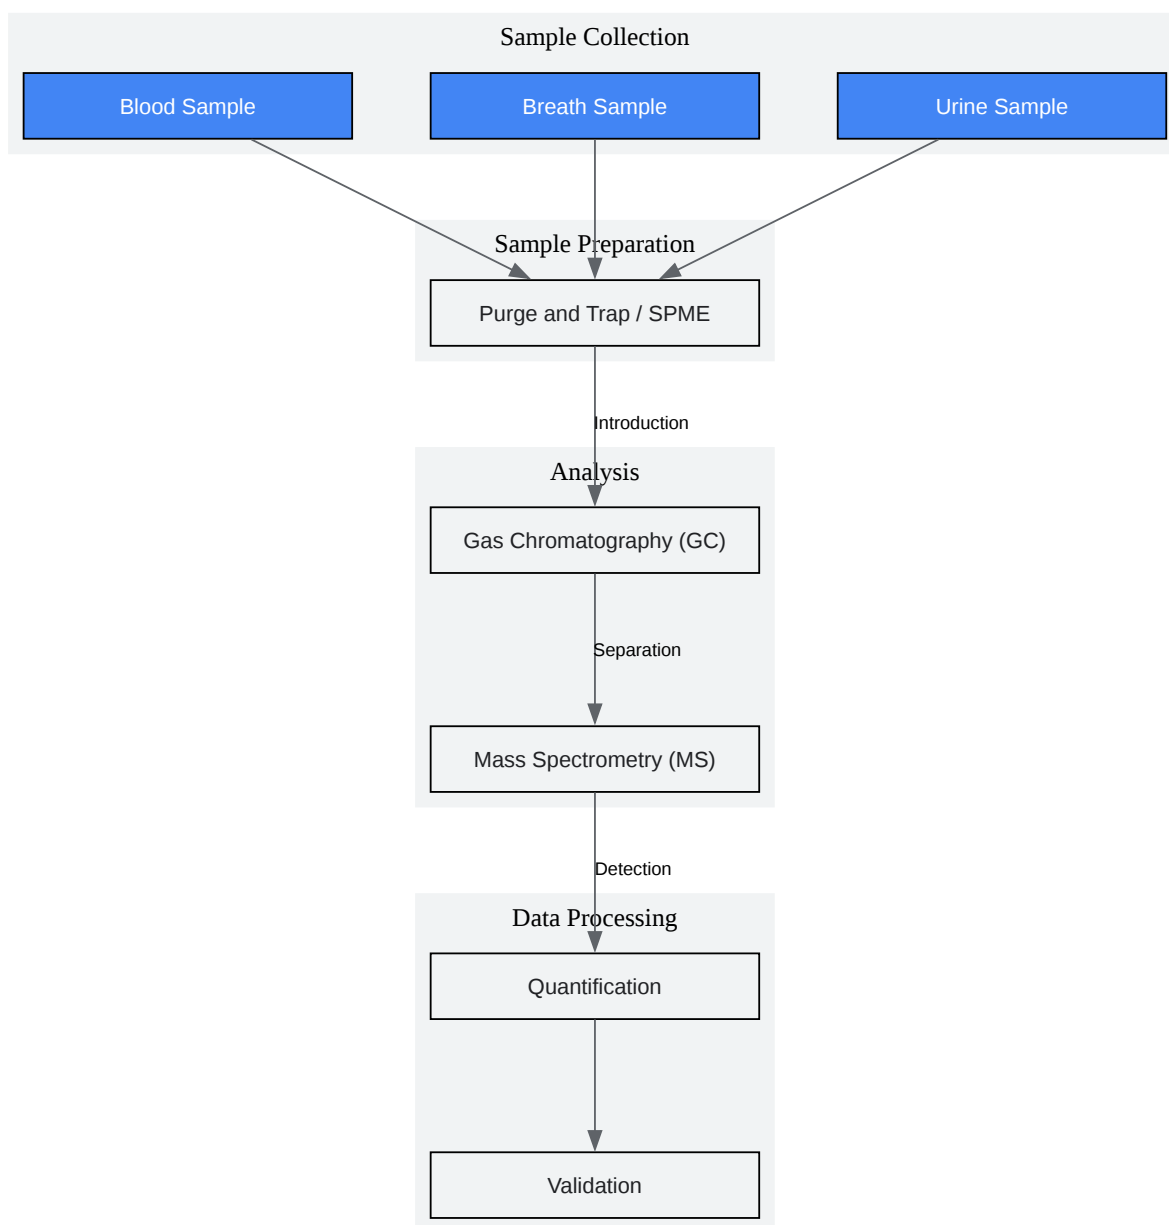 Sample Collection
Blood Sample
Breath Sample
Urine Sample
Sample Preparation
Purge and Trap / SPME
Introduction
Analysis
Gas Chromatography (GC)
Separation
Mass Spectrometry (MS)
Detection
Data Processing
Quantification
Validation